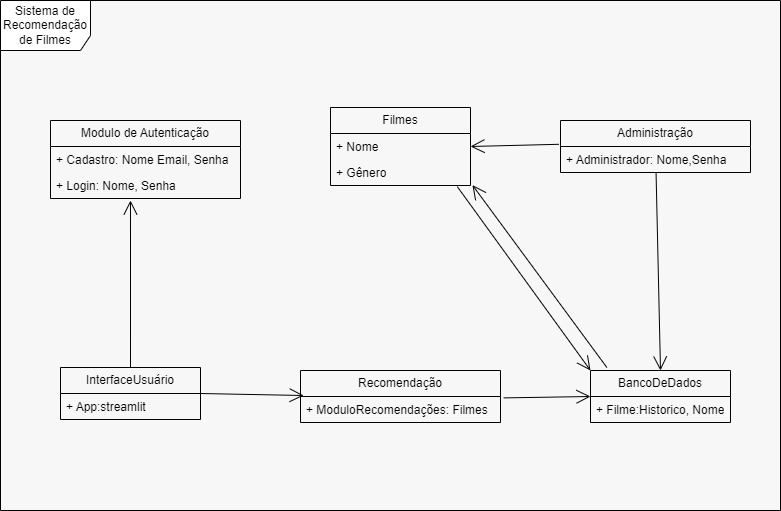 Sistema de
Recomendação
de Filmes
Modulo de Autenticação
+ Cadastro: Nome Email, Senha
+ Login: Nome, Senha
Filmes
+ Nome
+ Gênero
Administração
+ Administrador: Nome,Senha
InterfaceUsuário
+ App:streamlit
Recomendação
+ ModuloRecomendações: Filmes
BancoDeDados
+ Filme:Historico, Nome